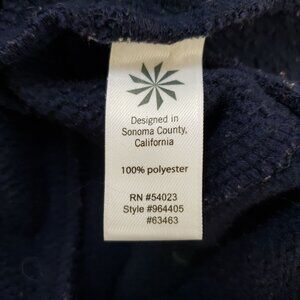 Designed in
Sonoma County,
California
100% polyester
RN #54023
Style #964405
#63463